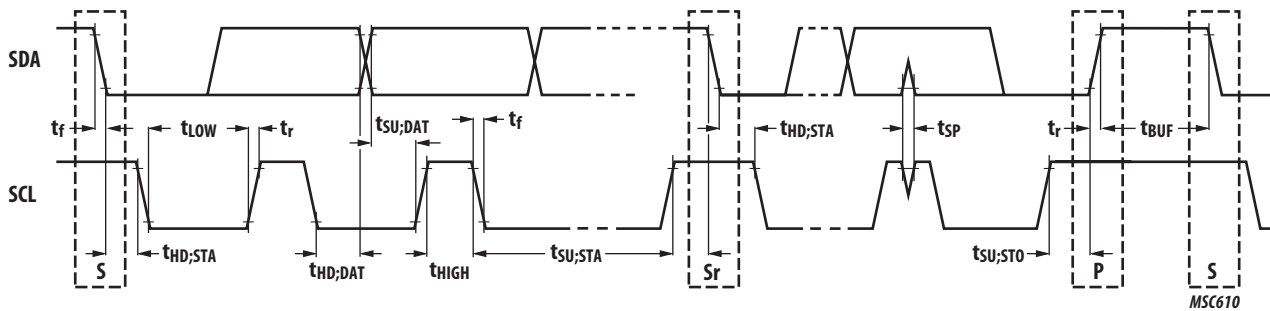 SDA
tf tLOW tr tSU;DAT tf tHD;STA tSP tr tBUF
SCL
tHD;STA tHD;DAT tHIGH tSU;STA tSU;STO
S Sr P S
MSC610